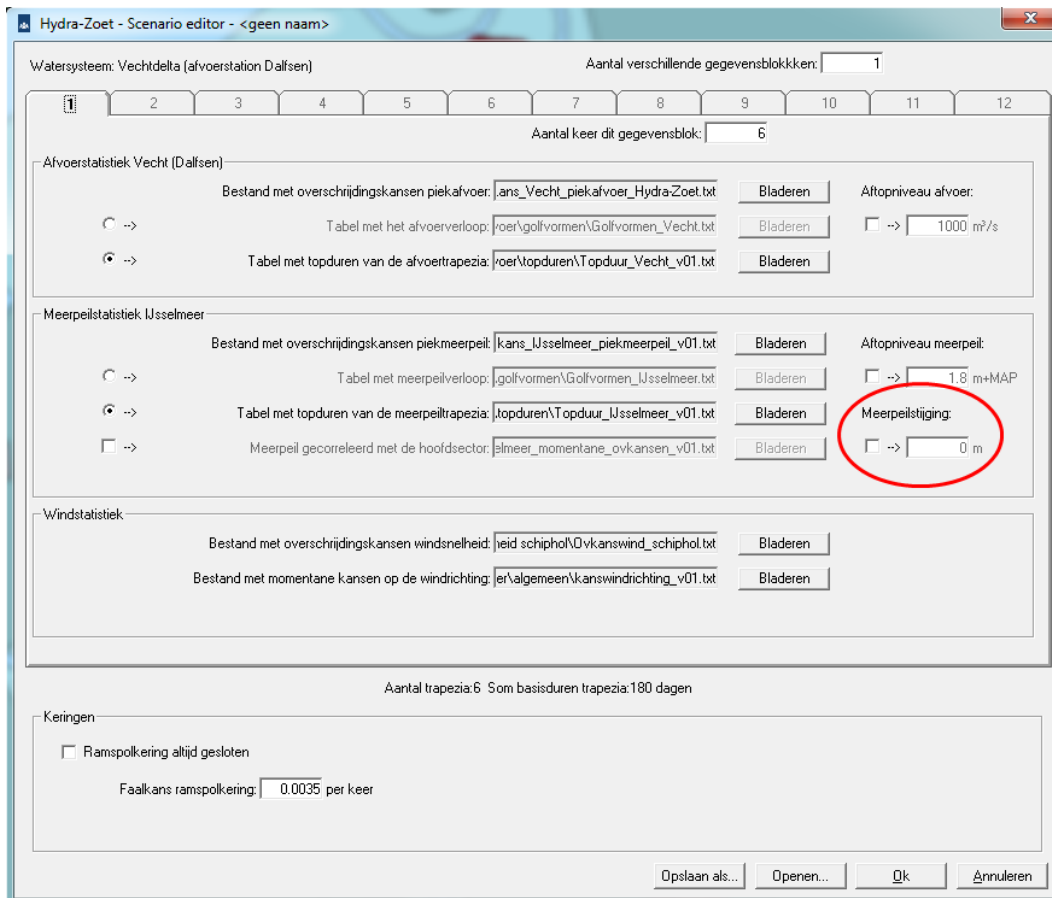 Hydra-Zoet - Scenario editor - <geen naam>
Watersysteem: Vechtdelta (afvoerstation Dalfsen)
Aantal verschillende gegevensblokkken: 1
1 2 3 4 5 6 7 8 9 10 11 12
Aantal keer dit gegevensblok: 6
Afvoerstatistiek Vecht (Dalfsen)
Bestand met overschrijdingskansen piekafvoer: .ans_Vecht_piekafvoer_Hydra-Zoet.txt Bladeren Aftopniveau afvoer:
--> Tabel met het afvoerverloop: roer\golfvormen\Golfvormen_Vecht.txt Bladeren --> 1000 m³/s
--> Tabel met topduren van de afvoertrapezia: voer\topduren\Topduur_Vecht_v01.txt Bladeren
Meerpeilstatistiek IJsselmeer
Bestand met overschrijdingskansen piekmeerpeil: kans_IJsselmeer_piekmeerpeil_v01.txt Bladeren Aftopniveau meerpeil:
--> Tabel met meerpeilverloop: .golfvormen\Golfvormen_IJsselmeer.txt Bladeren --> 1.8 m+MAP
--> Tabel met topduren van de meerpeiltrapezia: .topduren\Topduur_IJsselmeer_v01.txt Bladeren Meerpeilstijging:
--> Meerpeil gecorreleerd met de hoofdsector: elmeer_momentane_ovkansen_v01.txt Bladeren --> 0 m
Windstatistiek
Bestand met overschrijdingskansen windsnelheid: heid schiphol\Ovkanswind_schiphol.txt Bladeren
Bestand met momentane kansen op de windrichting: er\algemeen\kanswindrichting_v01.txt Bladeren
Aantal trapezia:6 Som basisduren trapezia:180 dagen
Keringen
Ramspolkering altijd gesloten
Faalkans ramspolkering: 0.0035 per keer
Opslaan als... Openen... Ok Annuleren